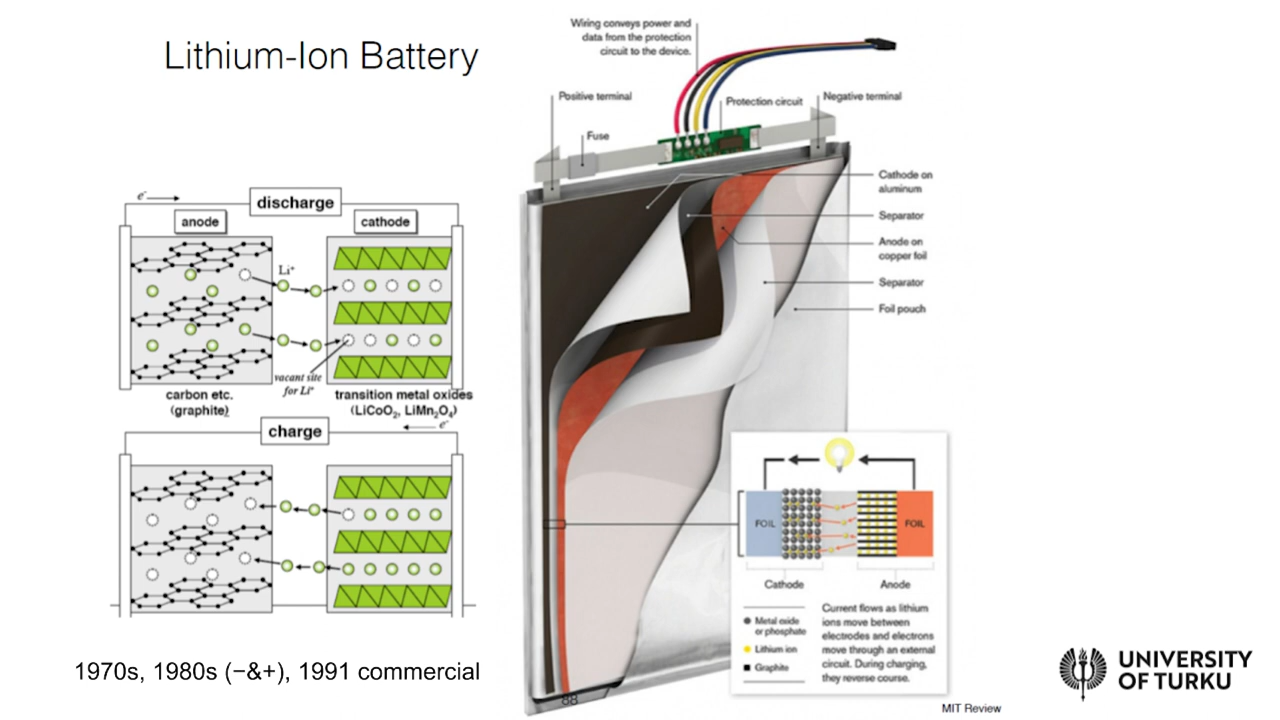 Lithium-Ion Battery
e⁻
discharge
anode
cathode
Li⁺
vacant site
for Li⁺
carbon etc.
(graphite)
transition metal oxides
(LiCoO₂, LiMn₂O₄)
charge
e⁻
1970s, 1980s (−&+), 1991 commercial
Wiring conveys power and
data from the protection
circuit to the device.
Positive terminal
Protection circuit
Negative terminal
Fuse
Cathode on
aluminum
Separator
Anode on
copper foil
Separator
Foil pouch
FOIL
FOIL
Cathode
Anode
Metal oxide
or phosphate
Lithium ion
Graphite
Current flows as lithium
ions move between
electrodes and electrons
move through an external
circuit. During charging,
they reverse course.
88
MIT Review
UNIVERSITY
OF TURKU